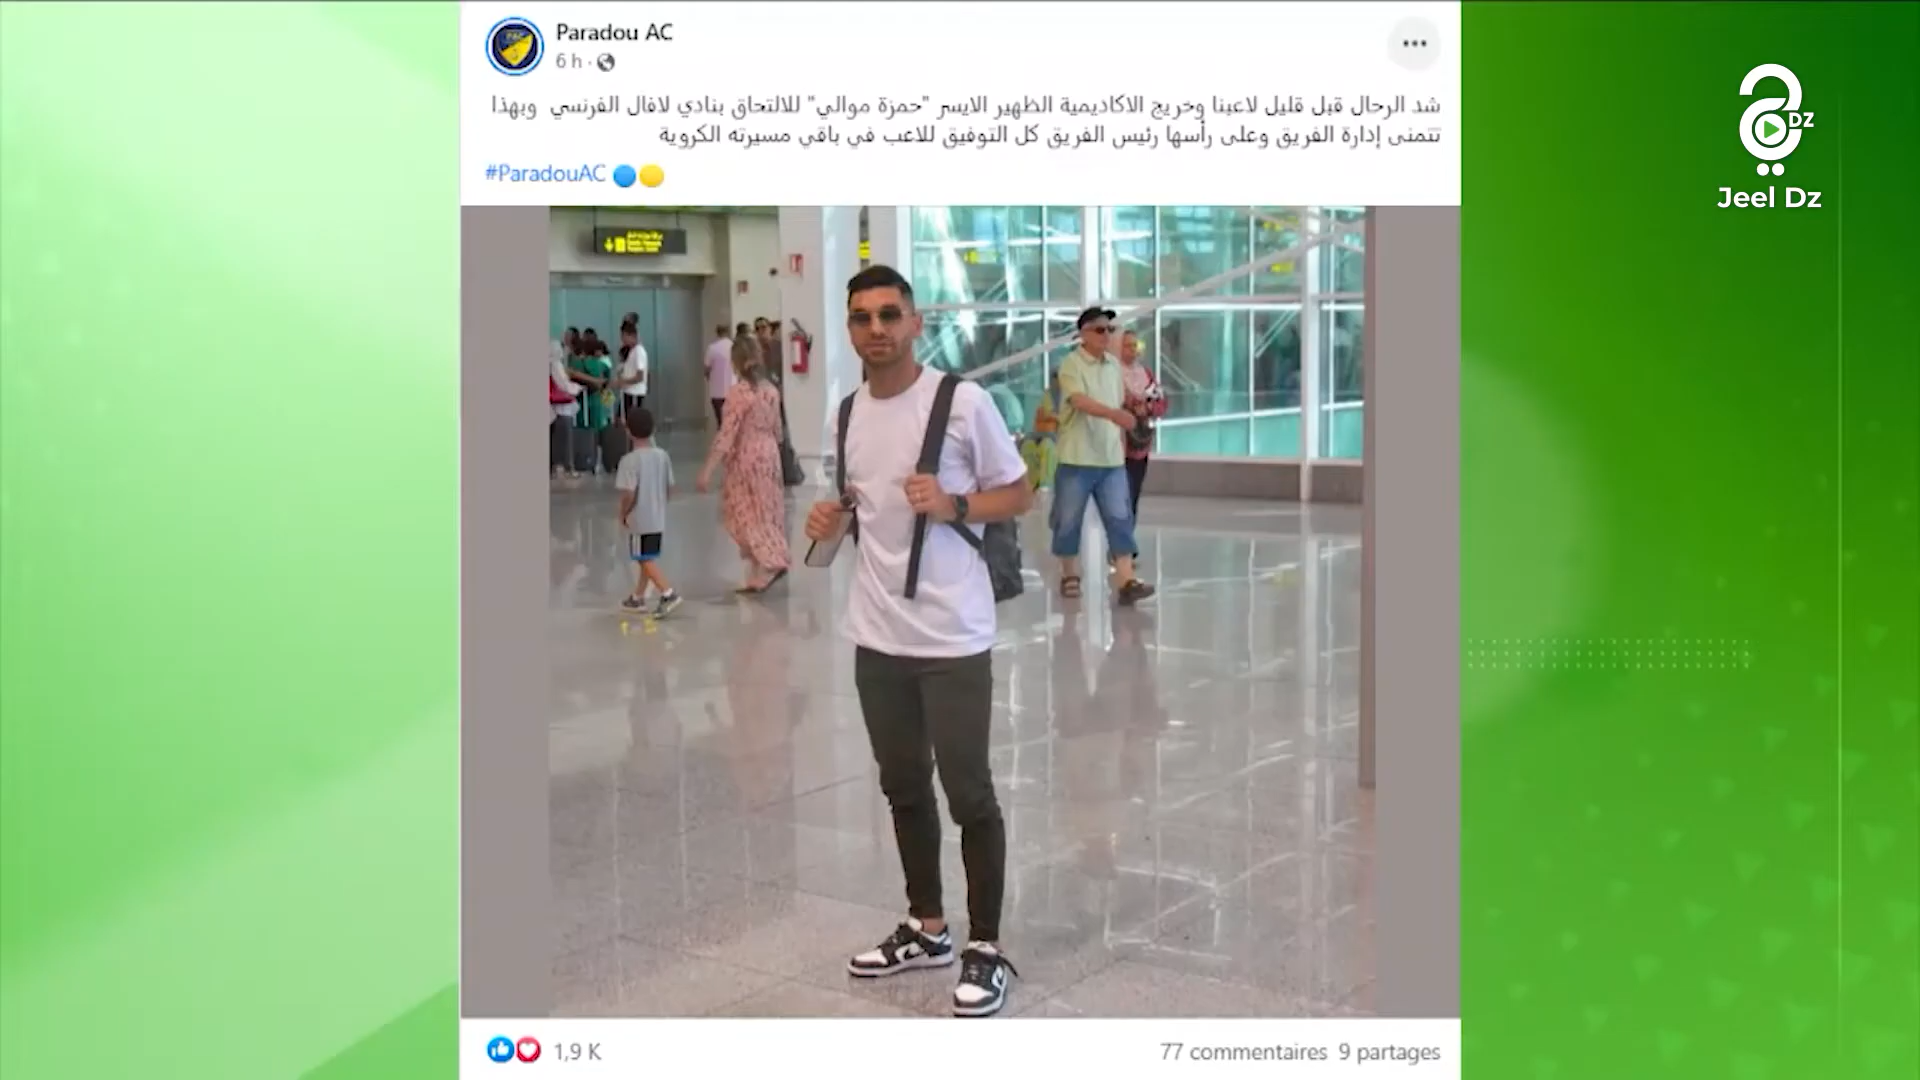 Paradou AC
6 h
شد الرحال قبل قليل لاعبنا وخريج الاكاديمية الظهير الايسر "حمزة موالي" للالتحاق بنادي لافال الفرنسي وبهذا
تتمنى إدارة الفريق وعلى رأسها رئيس الفريق كل التوفيق للاعب في باقي مسيرته الكروية
#ParadouAC
DZ
Jeel Dz
1,9 K
77 commentaires 9 partages